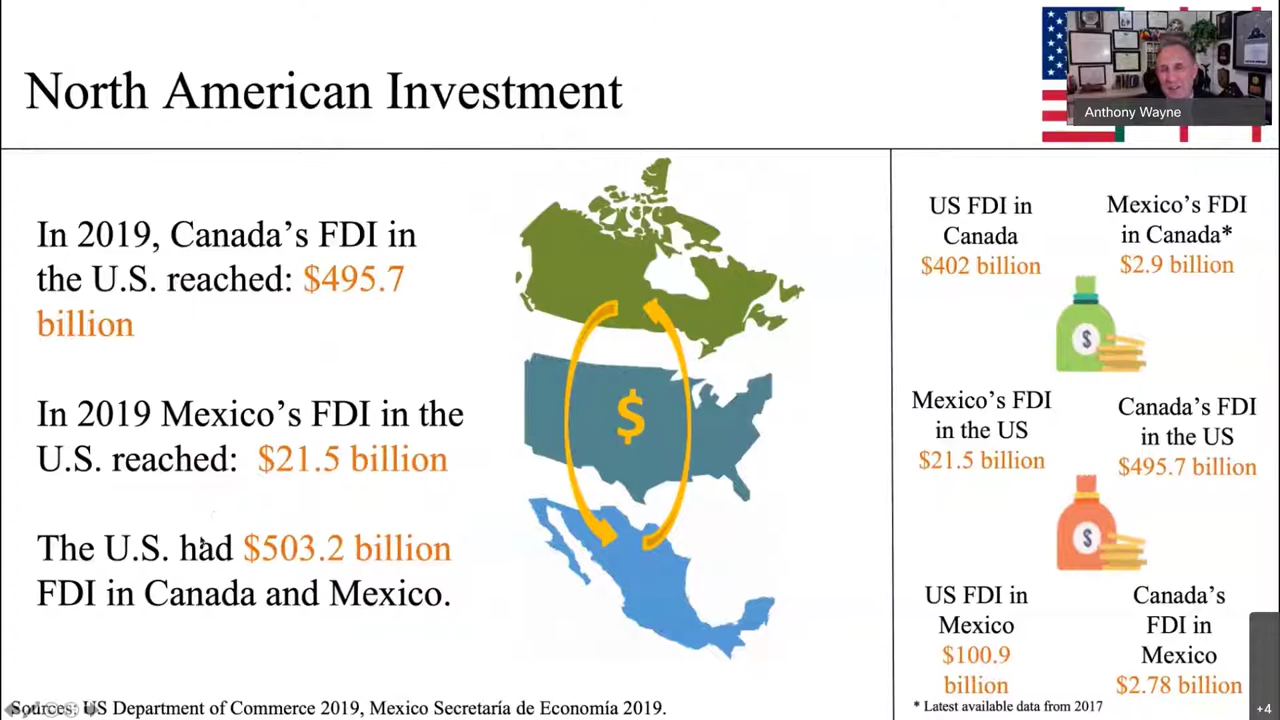 North American Investment
Anthony Wayne
In 2019, Canada’s FDI in
the U.S. reached: $495.7
billion
In 2019 Mexico’s FDI in the
U.S. reached: $21.5 billion
The U.S. had $503.2 billion
FDI in Canada and Mexico.
$
US FDI in
Canada
$402 billion
Mexico’s FDI
in Canada*
$2.9 billion
$
Mexico’s FDI
in the US
$21.5 billion
Canada’s FDI
in the US
$495.7 billion
$
US FDI in
Mexico
$100.9
billion
Canada’s
FDI in
Mexico
$2.78 billion
Sources: US Department of Commerce 2019, Mexico Secretaría de Economía 2019.
* Latest available data from 2017
+4